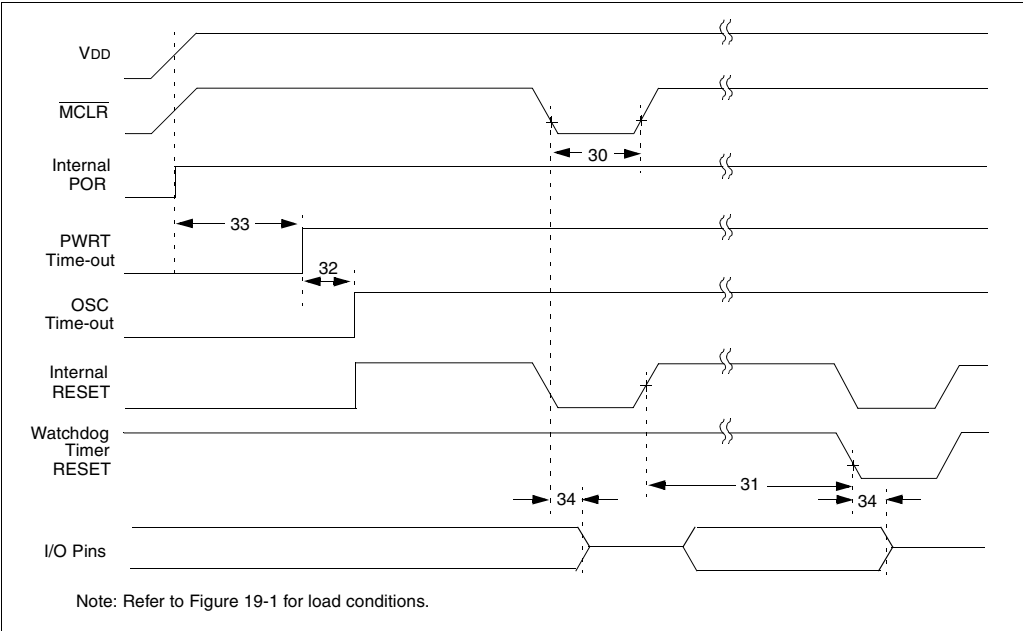 VDD
MCLR
30
Internal
POR
33
PWRT
Time-out
32
OSC
Time-out
Internal
RESET
Watchdog
Timer
RESET
31
34
34
I/O Pins
Note: Refer to Figure 19-1 for load conditions.